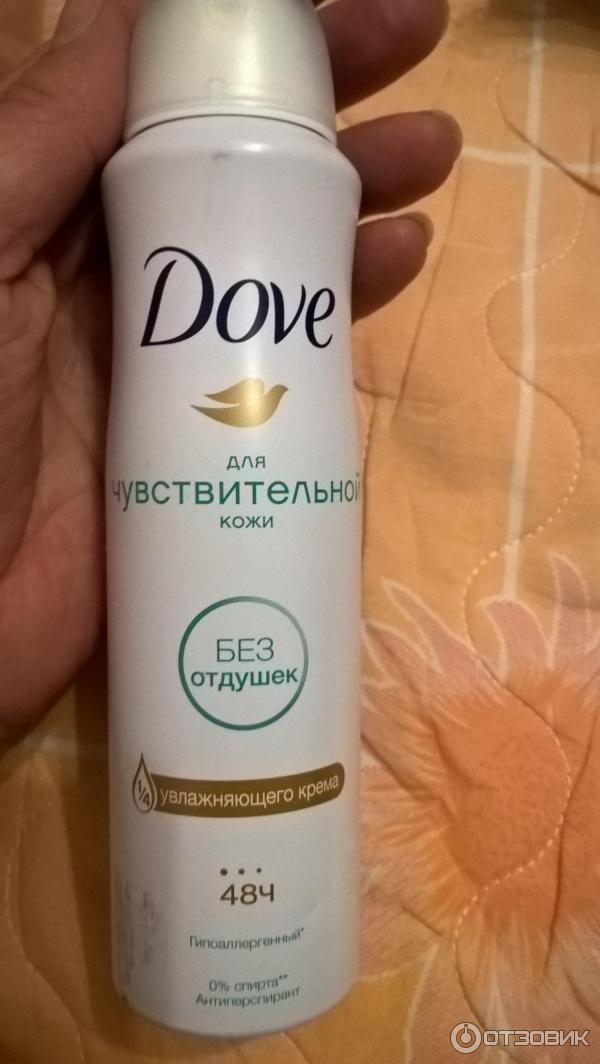 Dove
для
чувствительной
кожи
БЕЗ
отдушек
1/4 увлажняющего крема
48ч
Гипоаллергенный*
0% спирта**
Антиперспирант
ОТЗОВИК